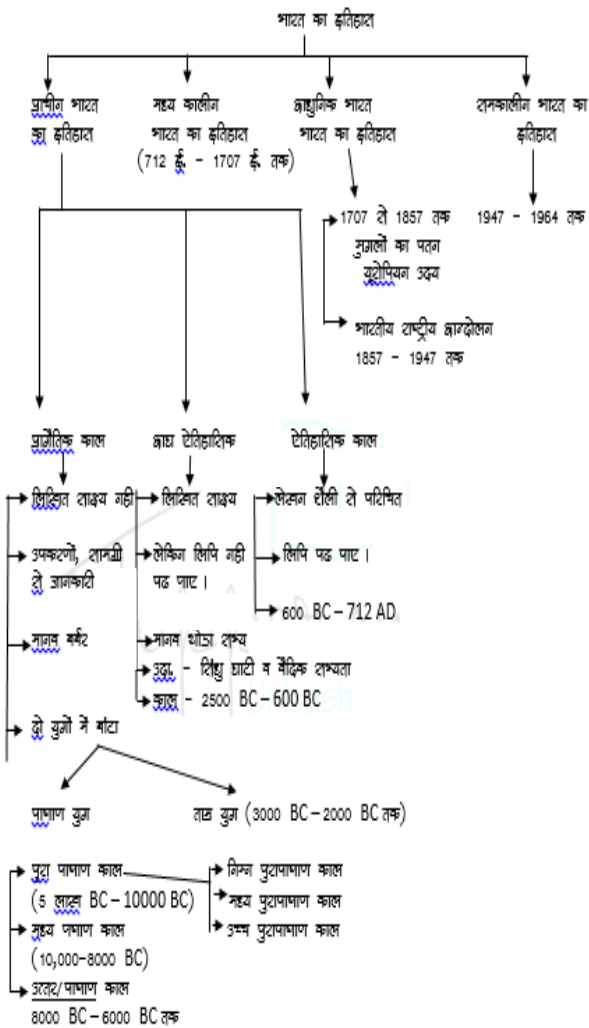 भारत का इतिहास
प्राचीन भारत
का इतिहास
मध्य कालीन
भारत का इतिहास
(712 ई. – 1707 ई. तक)
आधुनिक भारत
भारत का इतिहास
समकालीन भारत का
इतिहास
1707 से 1857 तक
मुगलों का पतन
यूरोपियन उदय
भारतीय राष्ट्रीय आन्दोलन
1857 – 1947 तक
1947 – 1964 तक
प्रागैतिक काल
आद्य ऐतिहासिक
ऐतिहासिक काल
लिखित साक्ष्य नही
उपकरणों, सामग्री
से जानकारी
मानव बर्बर
दो युगों में बांटा
लिखित साक्ष्य
लेकिन लिपि नही
पढ पाए ।
मानव थोडा सभ्य
उदा. – सिंधु घाटी व वैदिक सभ्यता
काल – 2500 BC – 600 BC
लेखन शैली से परिचित
लिपि पढ पाए ।
600 BC – 712 AD
पाषाण युग
ताम्र युग (3000 BC – 2000 BC तक)
पुरा पाषाण काल
(5 लाख BC – 10000 BC)
मध्य पषाण काल
(10,000-8000 BC)
उत्तर/पाषाण काल
8000 BC – 6000 BC तक
निम्न पुरापाषाण काल
मध्य पुरापाषाण काल
उच्च पुरापाषाण काल